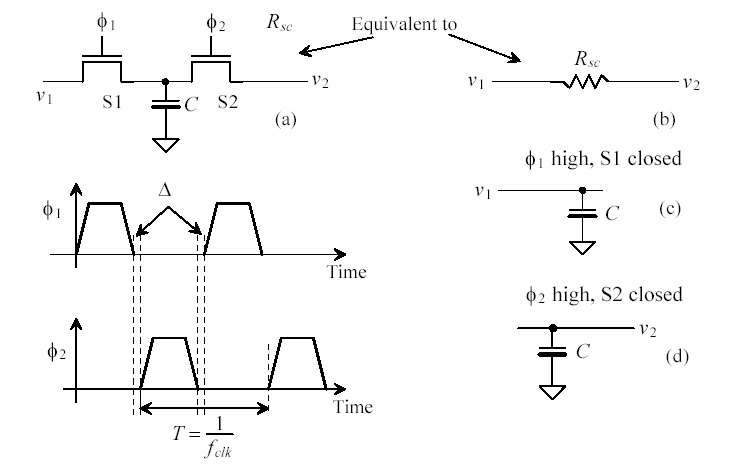 ϕ1 ϕ2 Rsc Equivalent to
v1 S1 C S2 v2
(a)
Rsc
v1 v2
(b)
ϕ1 high, S1 closed
v1 C (c)
Δ
ϕ1
Time
ϕ2 high, S2 closed
v2
C (d)
ϕ2
Time
T = 1/fclk